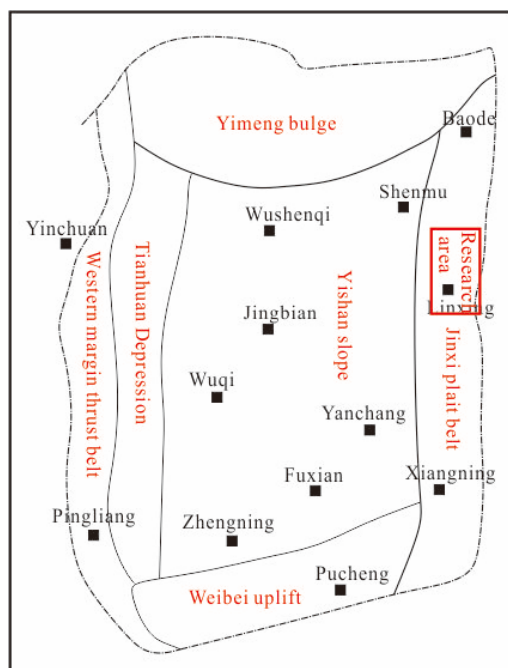 Yimeng bulge
Baode
Shenmu
Wushenqi
Yinchuan
Research
area
Linxing
Western margin thrust belt
Tianhuan Depression
Yishan slope
Jingbian
Jinxi plait belt
Wuqi
Yanchang
Fuxian
Xiangning
Pingliang
Zhengning
Pucheng
Weibei uplift